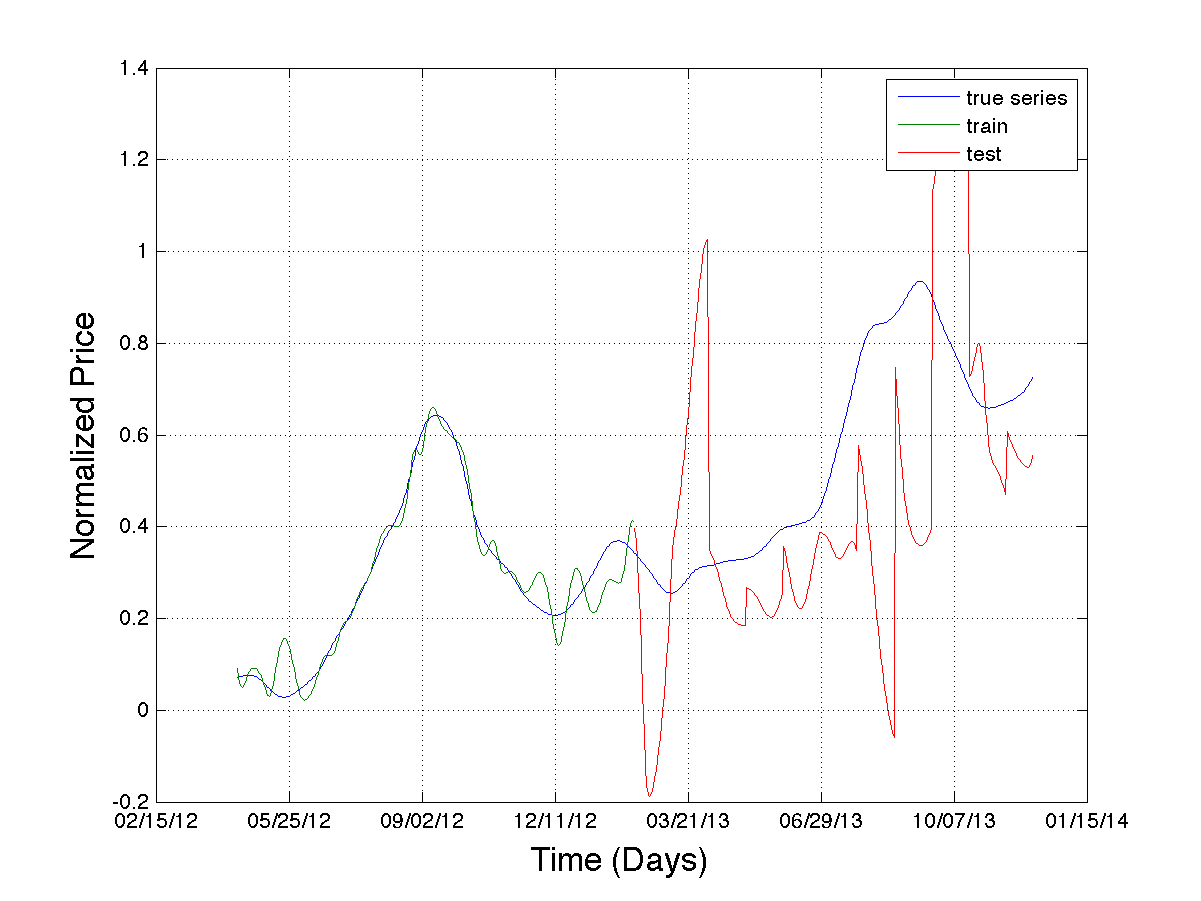 1.4
true series
train
test
1.2
1
0.8
0.6
0.4
0.2
0
-0.2
Normalized Price
02/15/12 05/25/12 09/02/12 12/11/12 03/21/13 06/29/13 10/07/13 01/15/14
Time (Days)